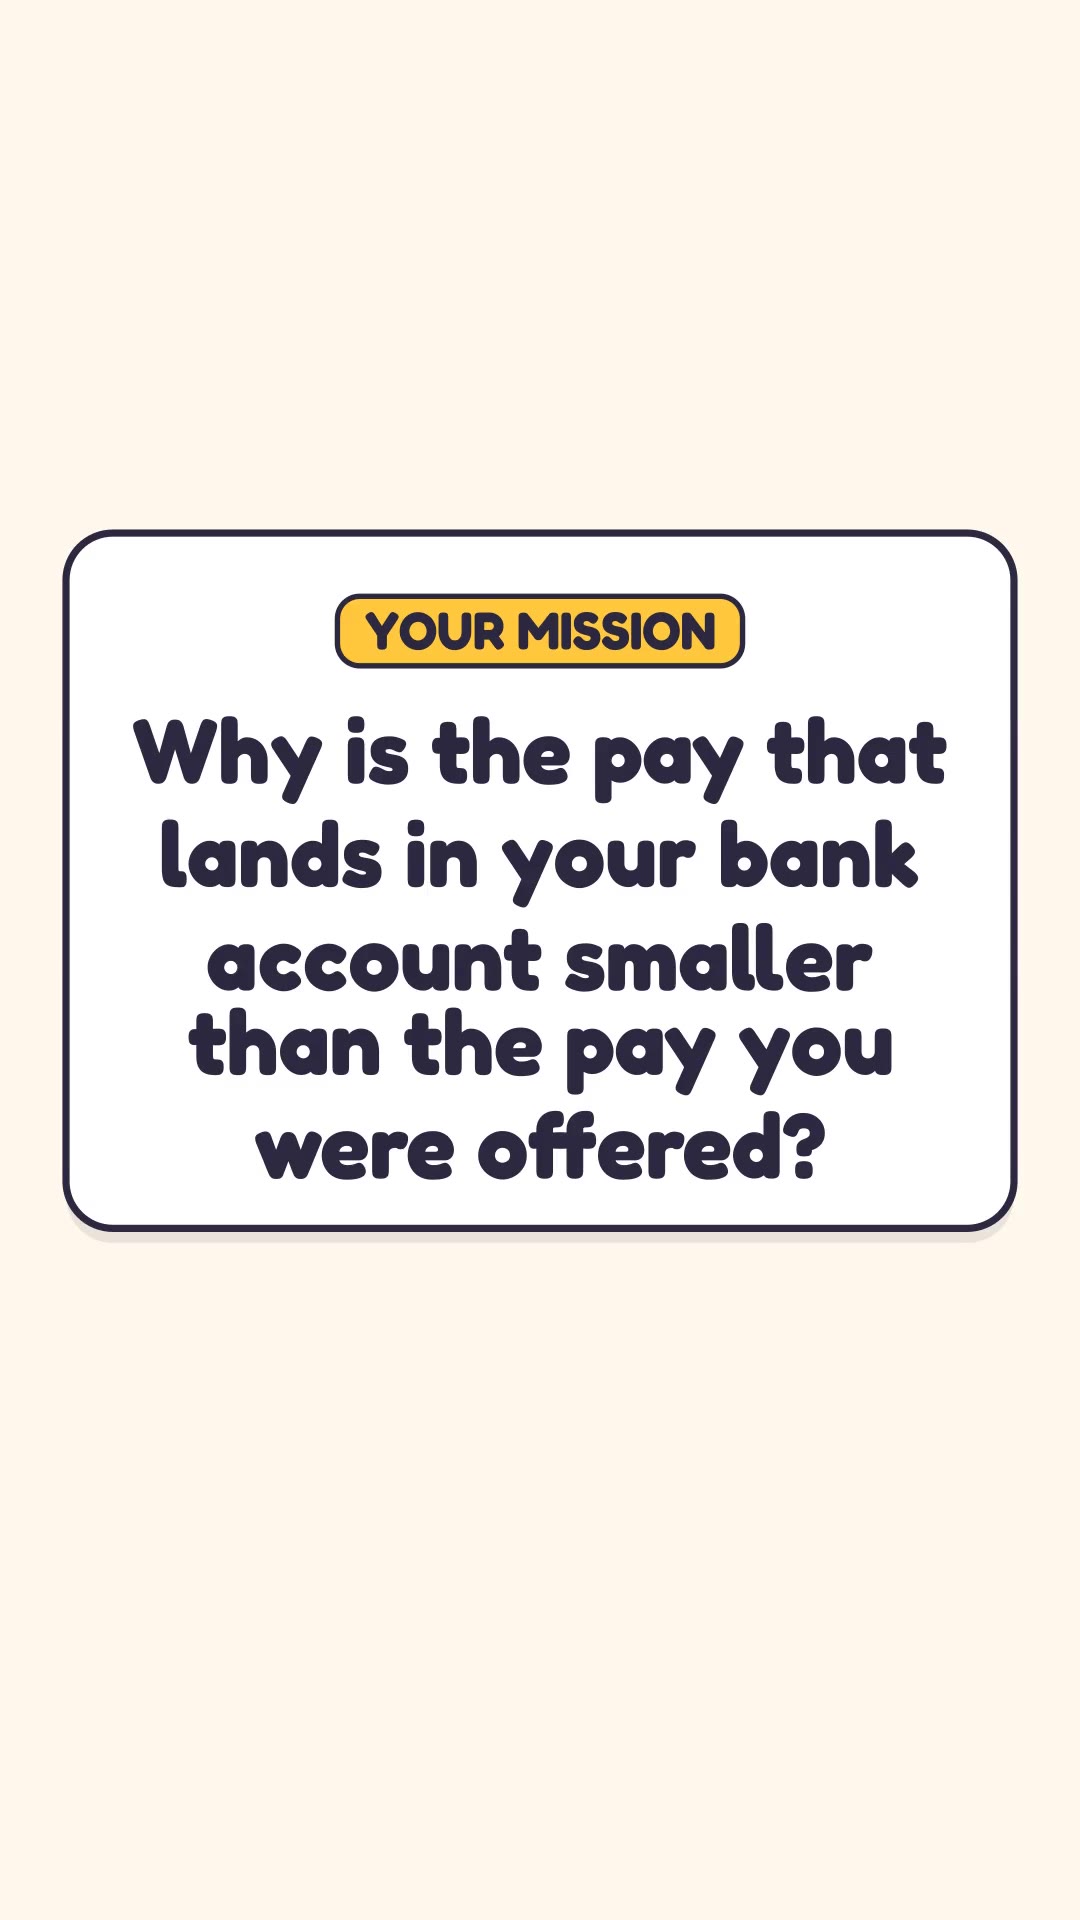 YOUR MISSION
Why is the pay that
lands in your bank
account smaller
than the pay you
were offered?